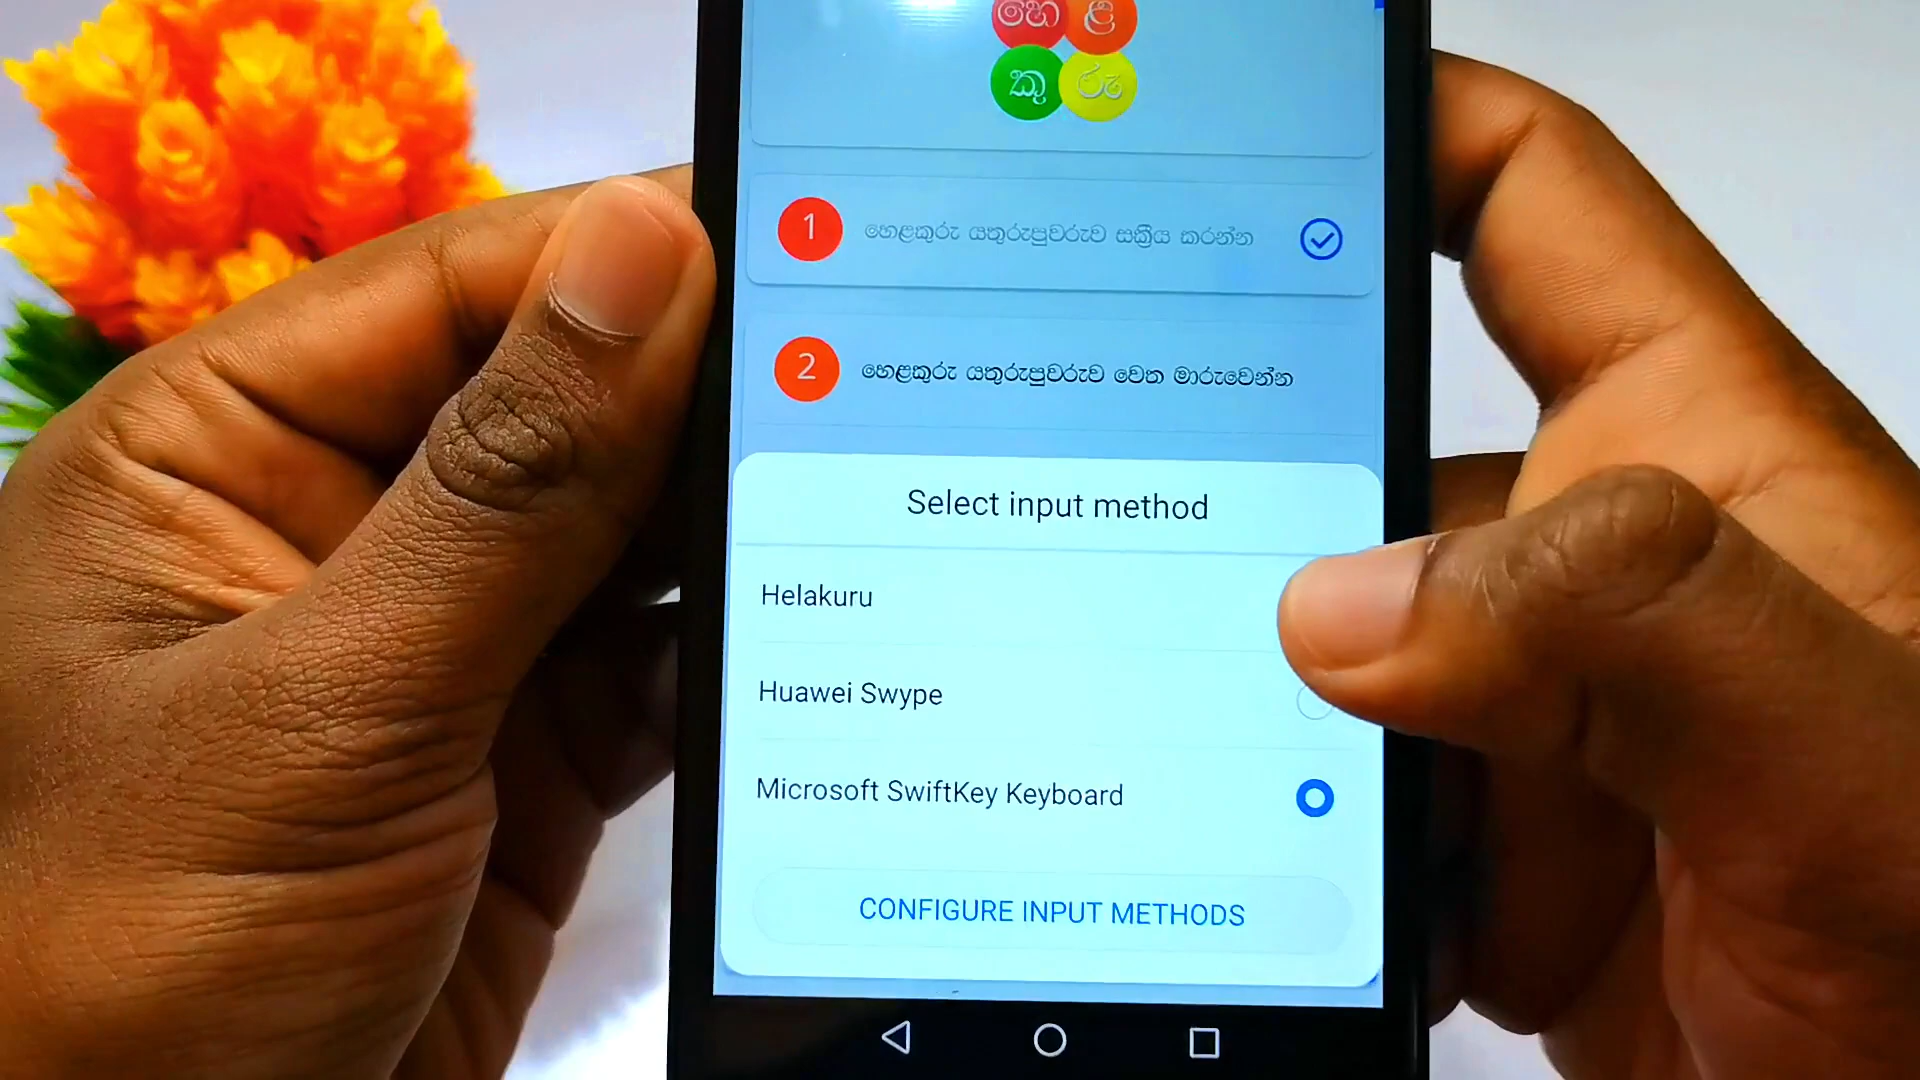 හෙ ළ
කු රු
1 හෙළකුරු යතුරුපුවරුව සක්‍රීය කරන්න
2 හෙළකුරු යතුරුපුවරුව වෙත මාරුවෙන්න
Select input method
Helakuru
Huawei Swype
Microsoft SwiftKey Keyboard
CONFIGURE INPUT METHODS